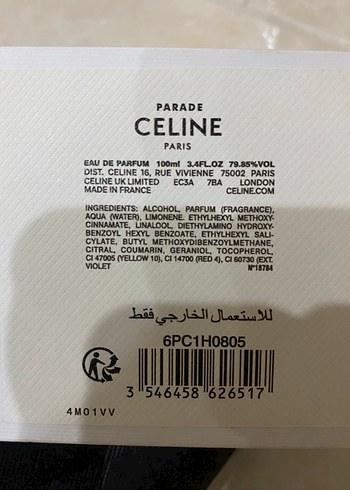 PARADE
CELINE
PARIS
EAU DE PARFUM 100ml 3.4FL.OZ 79.85%VOL
DIST. CELINE 16, RUE VIVIENNE 75002 PARIS
CELINE UK LIMITED EC3A 7BA LONDON
MADE IN FRANCE CELINE.COM
INGREDIENTS: ALCOHOL, PARFUM (FRAGRANCE),
AQUA (WATER), LIMONENE. ETHYLHEXYL METHOXY-
CINNAMATE, LINALOOL, DIETHYLAMINO HYDROXY-
BENZOYL HEXYL BENZOATE, ETHYLHEXYL SALI-
CYLATE, BUTYL METHOXYDIBENZOYLMETHANE,
CITRAL, COUMARIN, GERANIOL, TOCOPHEROL,
CI 47005 (YELLOW 10), CI 14700 (RED 4), CI 60730 (EXT.
VIOLET N°18784
للاستعمال الخارجي فقط
6PC1H0805
3 546458 626517
4M01VV